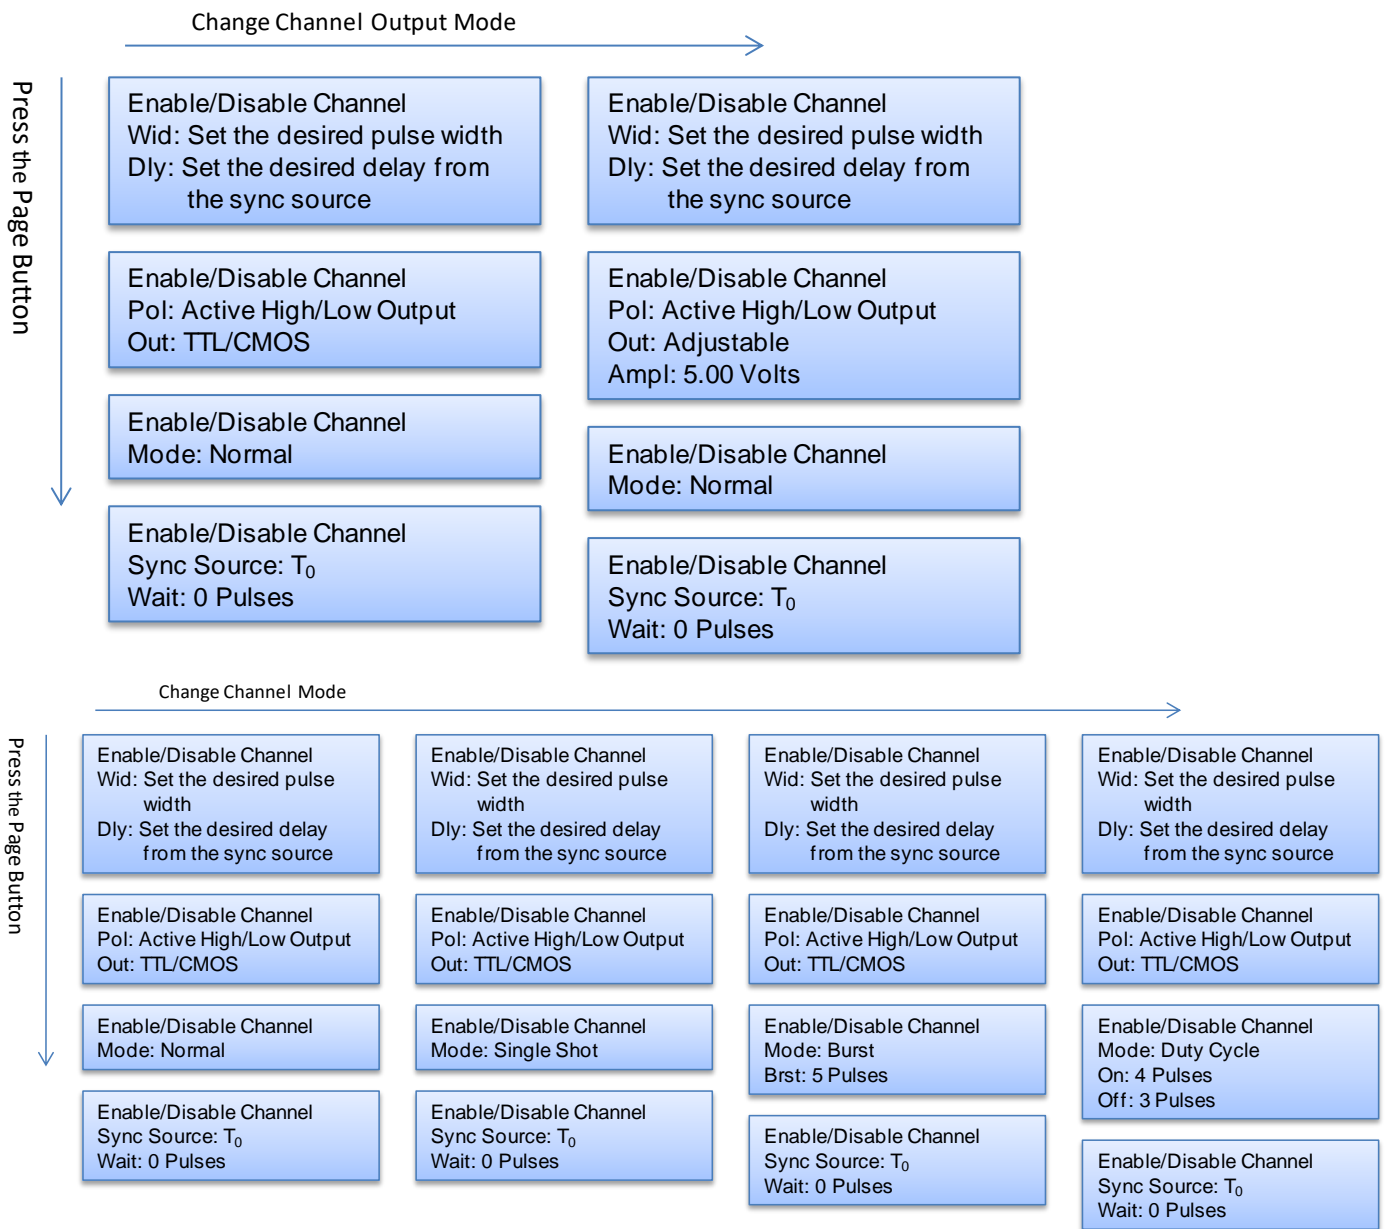 Change Channel Output Mode
Press the Page Button
Enable/Disable Channel
Wid: Set the desired pulse width
Dly: Set the desired delay from
the sync source
Enable/Disable Channel
Pol: Active High/Low Output
Out: TTL/CMOS
Enable/Disable Channel
Mode: Normal
Enable/Disable Channel
Sync Source: T₀
Wait: 0 Pulses
Enable/Disable Channel
Wid: Set the desired pulse width
Dly: Set the desired delay from
the sync source
Enable/Disable Channel
Pol: Active High/Low Output
Out: Adjustable
Ampl: 5.00 Volts
Enable/Disable Channel
Mode: Normal
Enable/Disable Channel
Sync Source: T₀
Wait: 0 Pulses
Change Channel Mode
Press the Page Button
Enable/Disable Channel
Wid: Set the desired pulse
width
Dly: Set the desired delay
from the sync source
Enable/Disable Channel
Pol: Active High/Low Output
Out: TTL/CMOS
Enable/Disable Channel
Mode: Normal
Enable/Disable Channel
Sync Source: T₀
Wait: 0 Pulses
Enable/Disable Channel
Wid: Set the desired pulse
width
Dly: Set the desired delay
from the sync source
Enable/Disable Channel
Pol: Active High/Low Output
Out: TTL/CMOS
Enable/Disable Channel
Mode: Single Shot
Enable/Disable Channel
Sync Source: T₀
Wait: 0 Pulses
Enable/Disable Channel
Wid: Set the desired pulse
width
Dly: Set the desired delay
from the sync source
Enable/Disable Channel
Pol: Active High/Low Output
Out: TTL/CMOS
Enable/Disable Channel
Mode: Burst
Brst: 5 Pulses
Enable/Disable Channel
Sync Source: T₀
Wait: 0 Pulses
Enable/Disable Channel
Wid: Set the desired pulse
width
Dly: Set the desired delay
from the sync source
Enable/Disable Channel
Pol: Active High/Low Output
Out: TTL/CMOS
Enable/Disable Channel
Mode: Duty Cycle
On: 4 Pulses
Off: 3 Pulses
Enable/Disable Channel
Sync Source: T₀
Wait: 0 Pulses